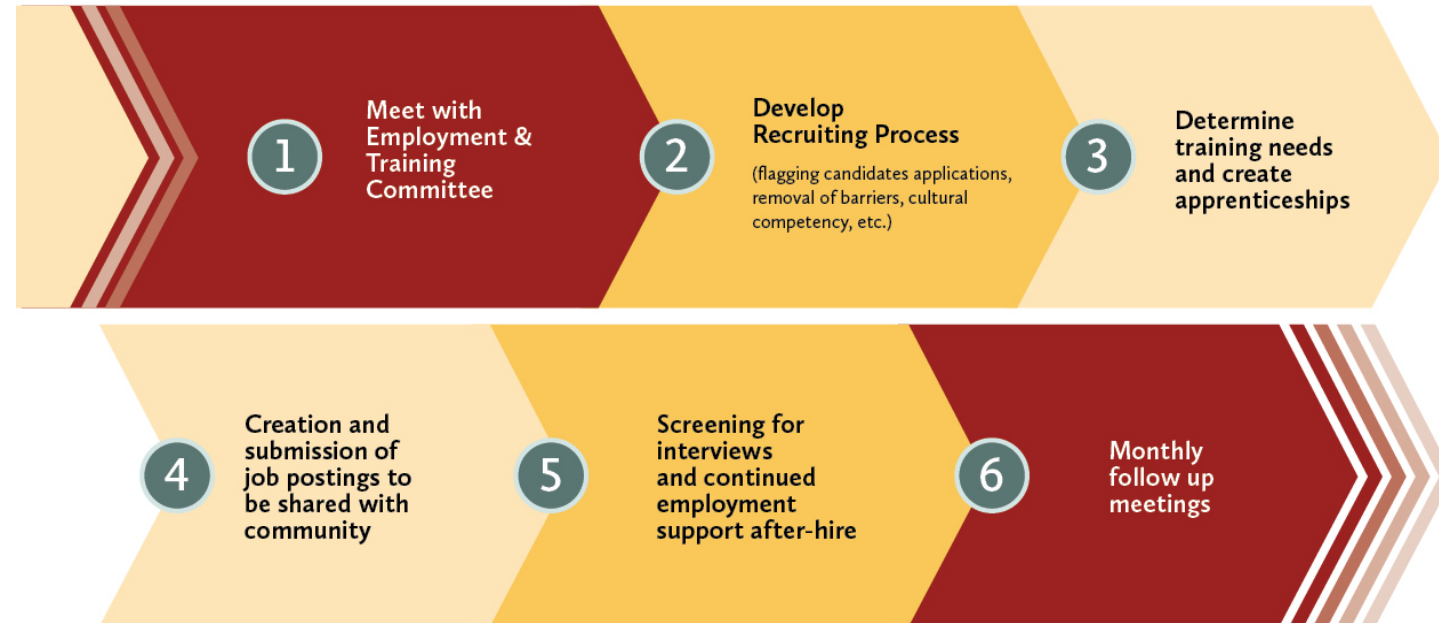 1
Meet with
Employment &
Training
Committee
2
Develop
Recruiting Process
(flagging candidates applications,
removal of barriers, cultural
competency, etc.)
3
Determine
training needs
and create
apprenticeships
4
Creation and
submission of
job postings to
be shared with
community
5
Screening for
interviews
and continued
employment
support after-hire
6
Monthly
follow up
meetings